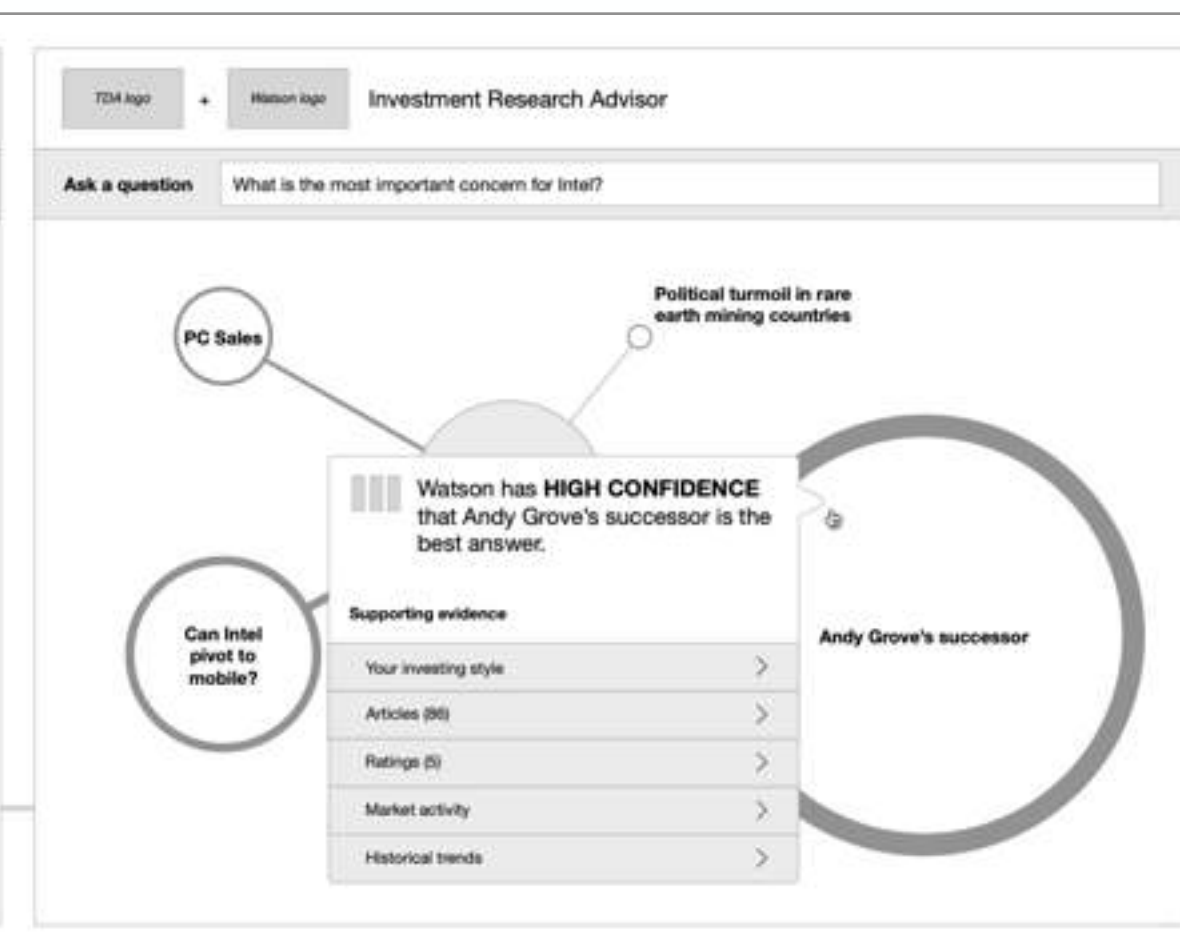 TDA logo
+
Watson logo
Investment Research Advisor
Ask a question
What is the most important concern for Intel?
Political turmoil in rare
earth mining countries
PC Sales
Watson has HIGH CONFIDENCE
that Andy Grove's successor is the
best answer.
Supporting evidence
Your investing style
Articles (86)
Ratings (5)
Market activity
Historical trends
Can Intel
pivot to
mobile?
Andy Grove's successor